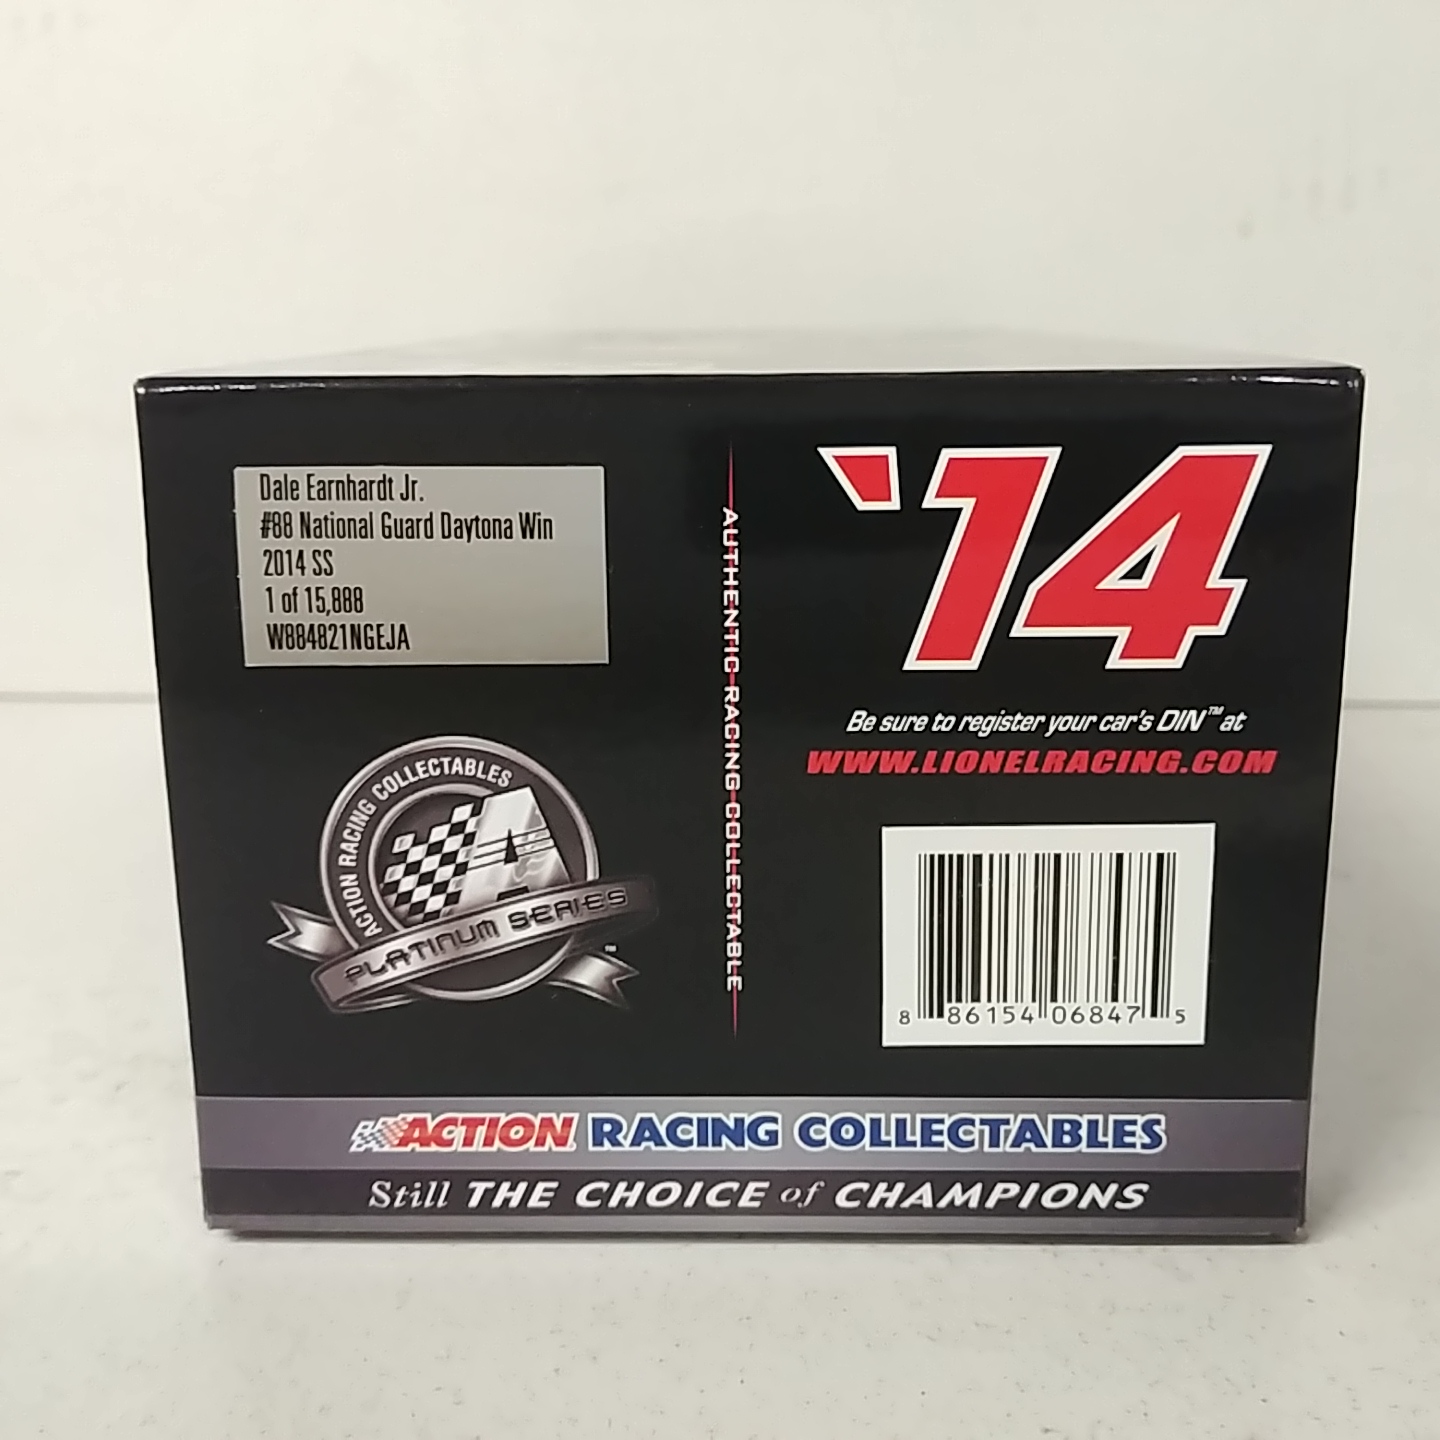 Dale Earnhardt Jr.
#88 National Guard Daytona Win
2014 SS
1 of 15,888
W884821NGEJA
ACTION RACING COLLECTABLES
A
PLATINUM SERIES™
AUTHENTIC RACING COLLECTABLE
'14
Be sure to register your car's DIN™ at
WWW.LIONELRACING.COM
8 86154 06847 5
ACTION RACING COLLECTABLES
Still THE CHOICE of CHAMPIONS